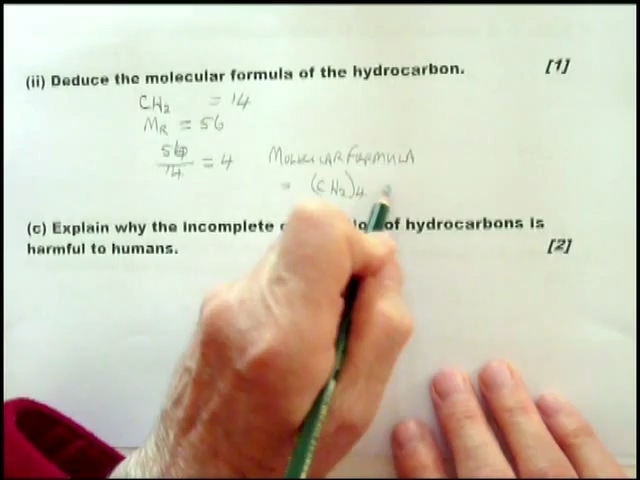 (ii) Deduce the molecular formula of the hydrocarbon. [1]
CH2 = 14
MR = 56
56/14 = 4
MOLECULAR FORMULA
= (CH2)4
(c) Explain why the incomplete of hydrocarbons is
harmful to humans. [2]